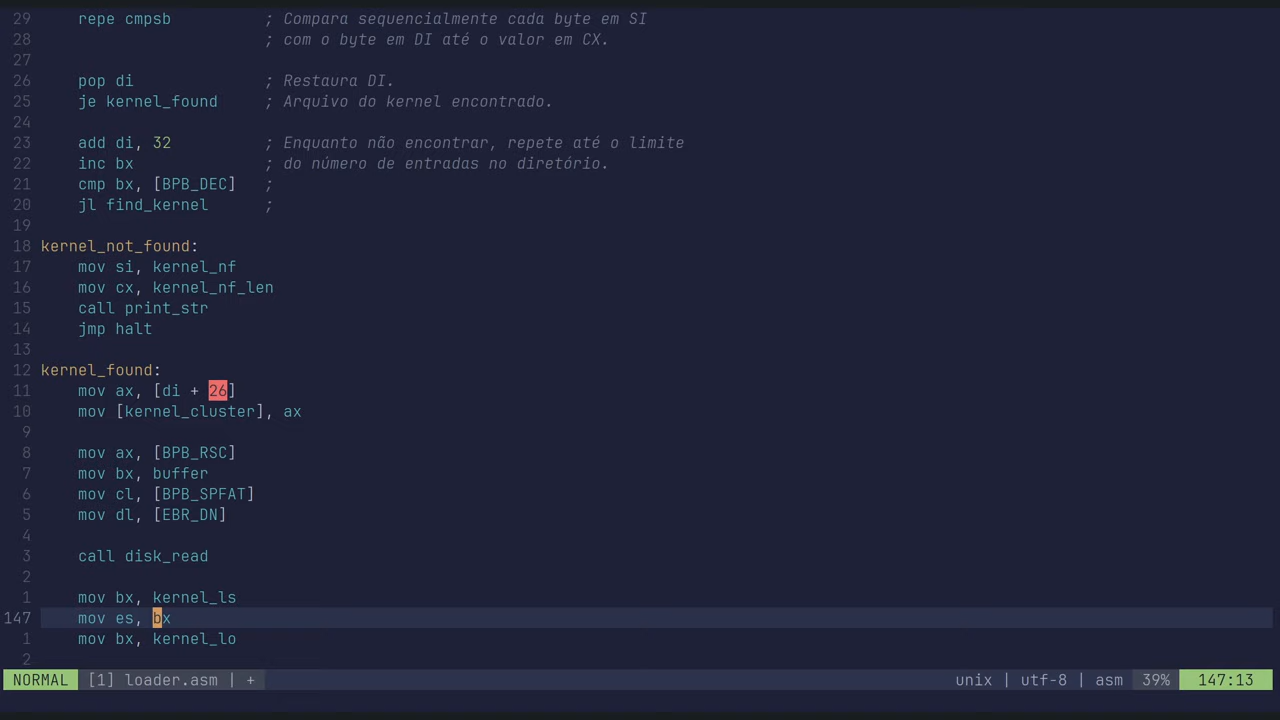 29 repe cmpsb ; Compara sequencialmente cada byte em SI
28 ; com o byte em DI até o valor em CX.
27
26 pop di ; Restaura DI.
25 je kernel_found ; Arquivo do kernel encontrado.
24
23 add di, 32 ; Enquanto não encontrar, repete até o limite
22 inc bx ; do número de entradas no diretório.
21 cmp bx, [BPB_DEC] ;
20 jl find_kernel ;
19
18 kernel_not_found:
17 mov si, kernel_nf
16 mov cx, kernel_nf_len
15 call print_str
14 jmp halt
13
12 kernel_found:
11 mov ax, [di + 26]
10 mov [kernel_cluster], ax
9
8 mov ax, [BPB_RSC]
7 mov bx, buffer
6 mov cl, [BPB_SPFAT]
5 mov dl, [EBR_DN]
4
3 call disk_read
2
1 mov bx, kernel_ls
147 mov es, bx
1 mov bx, kernel_lo
2
NORMAL [1] loader.asm | + unix | utf-8 | asm 39% 147:13